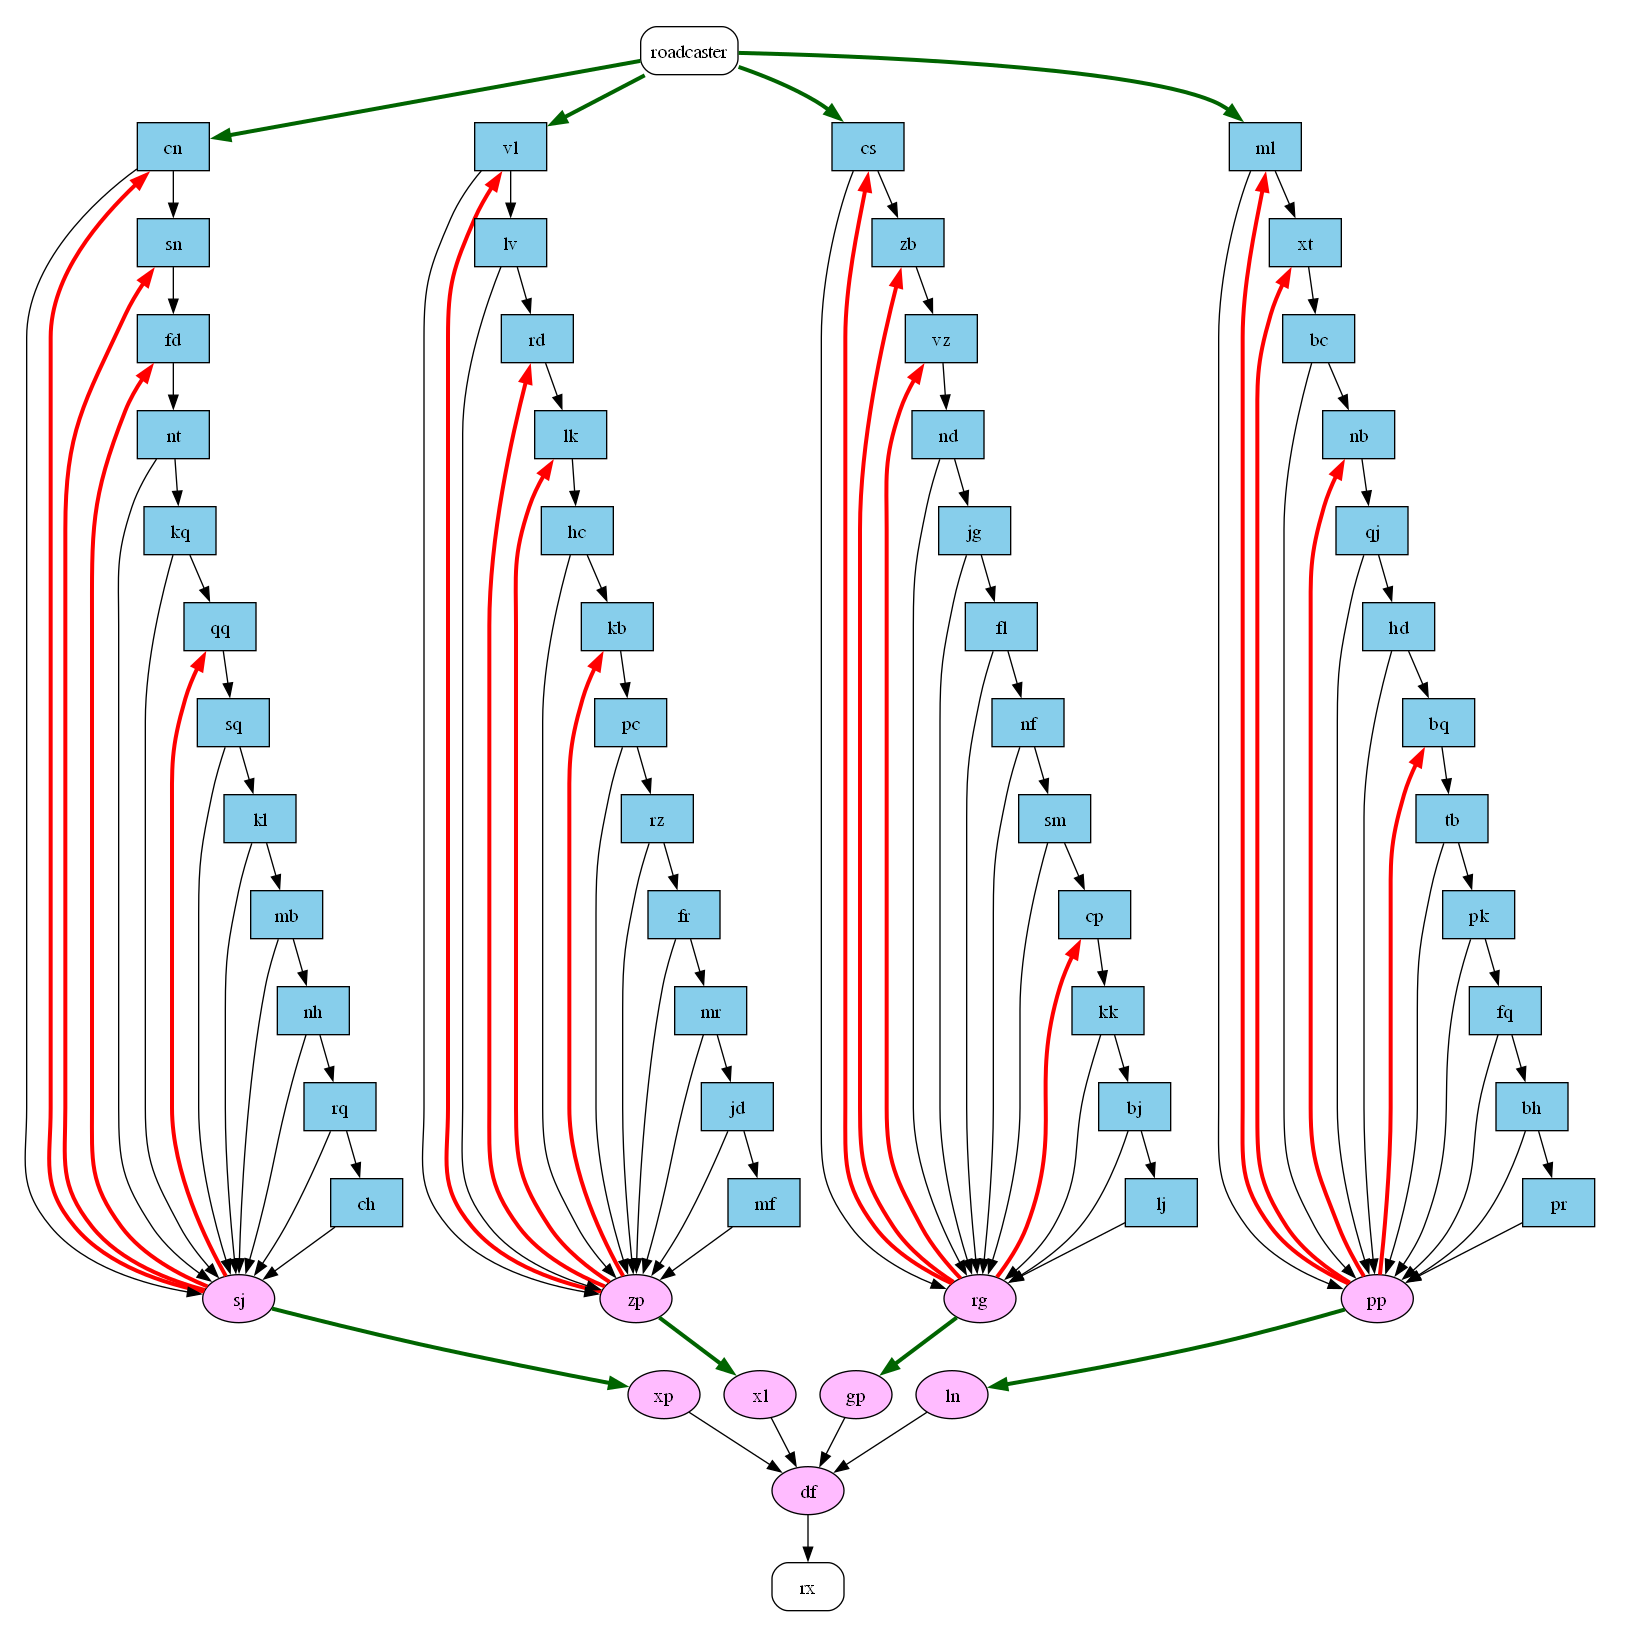 roadcaster
cn vl cs ml
sn lv zb xt
fd rd vz bc
nt lk nd nb
kq hc jg qj
qq kb fl hd
sq pc nf bq
kl rz sm tb
mb fr cp pk
nh mr kk fq
rq jd bj bh
ch mf lj pr
sj zp rg pp
xp xl gp ln
df
rx